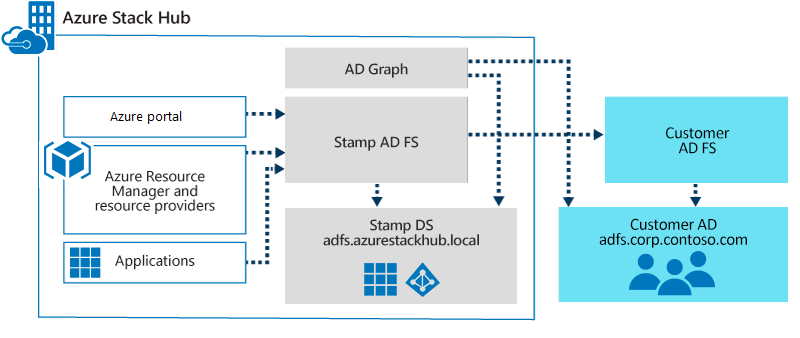 Azure Stack Hub
AD Graph
Azure portal
Stamp AD FS
Customer
AD FS
Azure Resource
Manager and
resource providers
Stamp DS
adfs.azurestackhub.local
Customer AD
adfs.corp.contoso.com
Applications